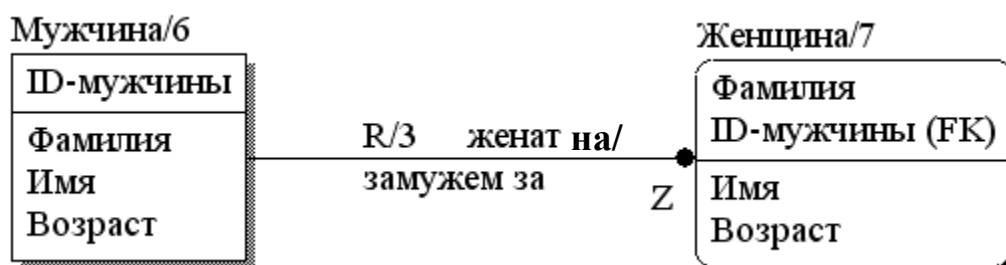 Мужчина/6
ID-мужчины
Фамилия
Имя
Возраст
R/3 женат на/
замужем за
Z
Женщина/7
Фамилия
ID-мужчины (FK)
Имя
Возраст